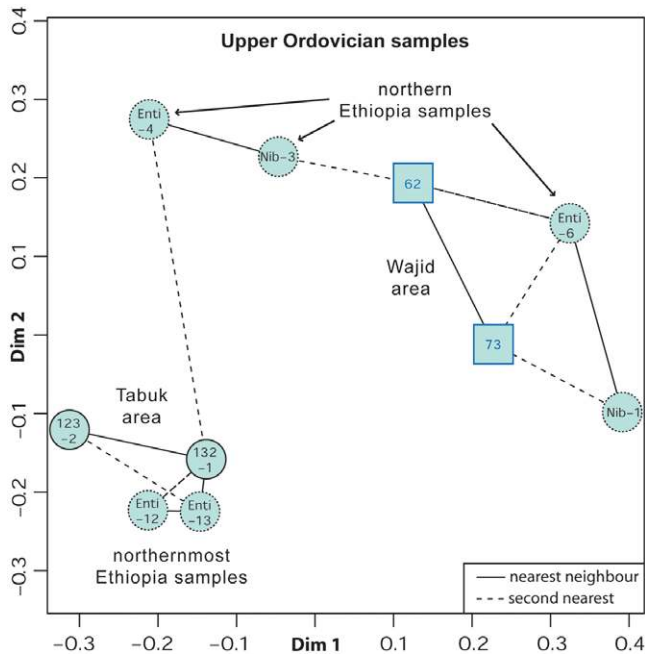 Upper Ordovician samples
0.4
0.3
0.2
0.1
0.0
-0.1
-0.2
-0.3
Dim 2
northern
Ethiopia samples
Enti
-4
Nib-3
62
Enti
-6
Wajid
area
73
Nib-1
Tabuk
area
123
-2
132
-1
Enti
-12
Enti
-13
northernmost
Ethiopia samples
nearest neighbour
second nearest
-0.3
-0.2
-0.1
0.0
Dim 1
0.1
0.2
0.3
0.4